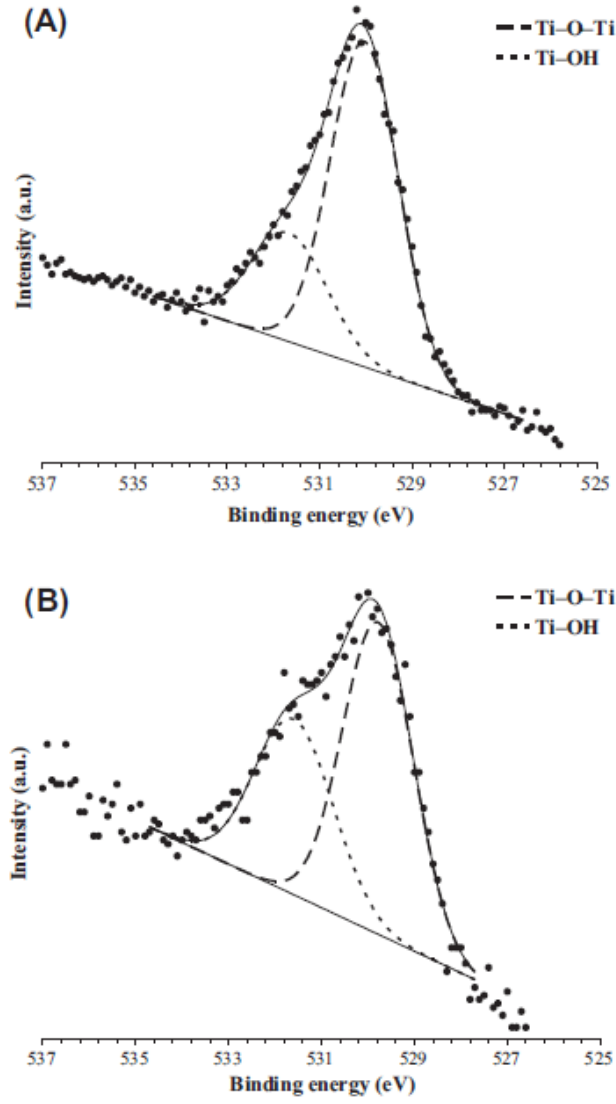 (A)
Ti–O–Ti
Ti–OH
Intensity (a.u.)
537 535 533 531 529 527 525
Binding energy (eV)
(B)
Ti–O–Ti
Ti–OH
Intensity (a.u.)
537 535 533 531 529 527 525
Binding energy (eV)